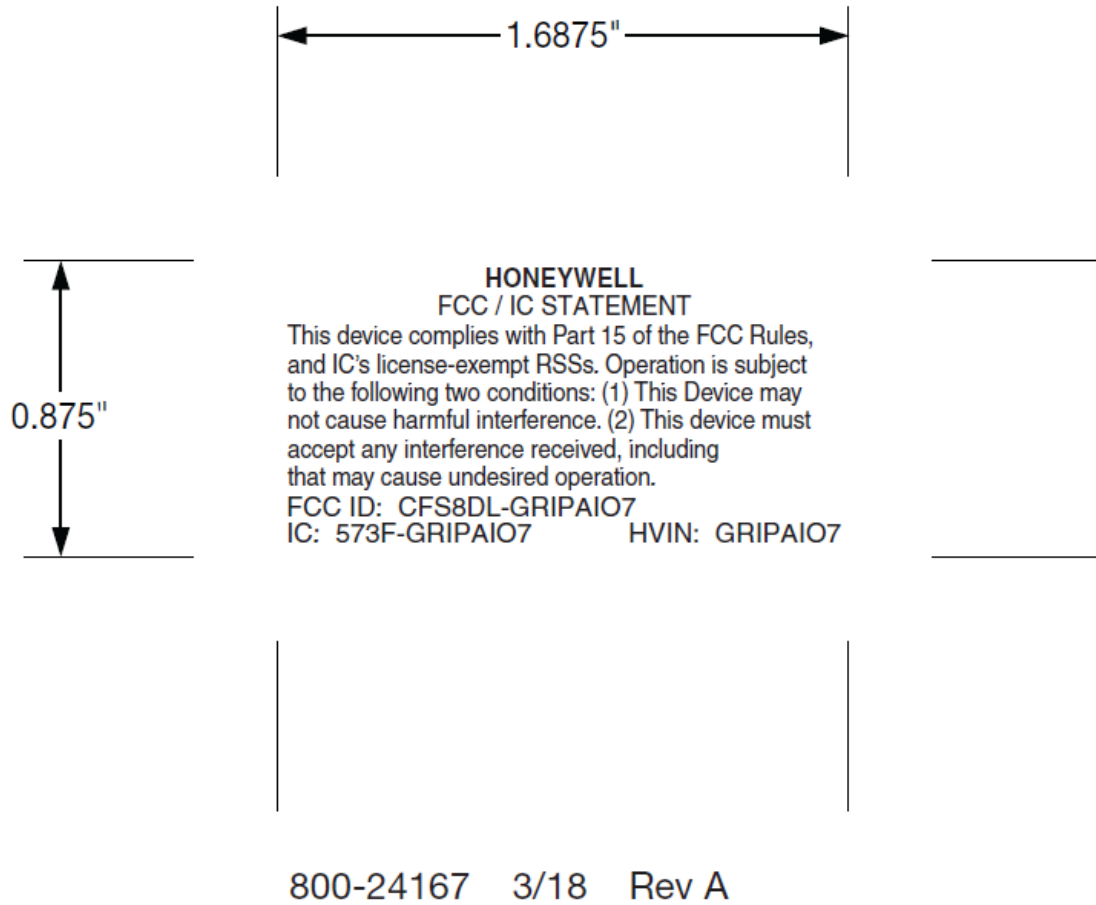 1.6875"
0.875"
HONEYWELL
FCC / IC STATEMENT
This device complies with Part 15 of the FCC Rules,
and IC’s license-exempt RSSs. Operation is subject
to the following two conditions: (1) This Device may
not cause harmful interference. (2) This device must
accept any interference received, including
that may cause undesired operation.
FCC ID: CFS8DL-GRIPAIO7
IC: 573F-GRIPAIO7 HVIN: GRIPAIO7
800-24167 3/18 Rev A